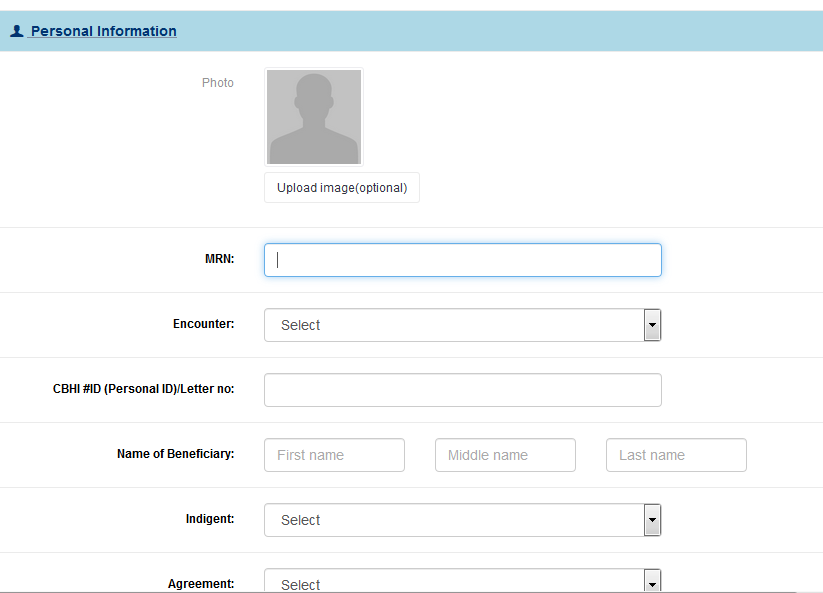 Personal Information
Photo
Upload image(optional)
MRN:
Encounter: Select
CBHI #ID (Personal ID)/Letter no:
Name of Beneficiary: First name Middle name Last name
Indigent: Select
Agreement: Select